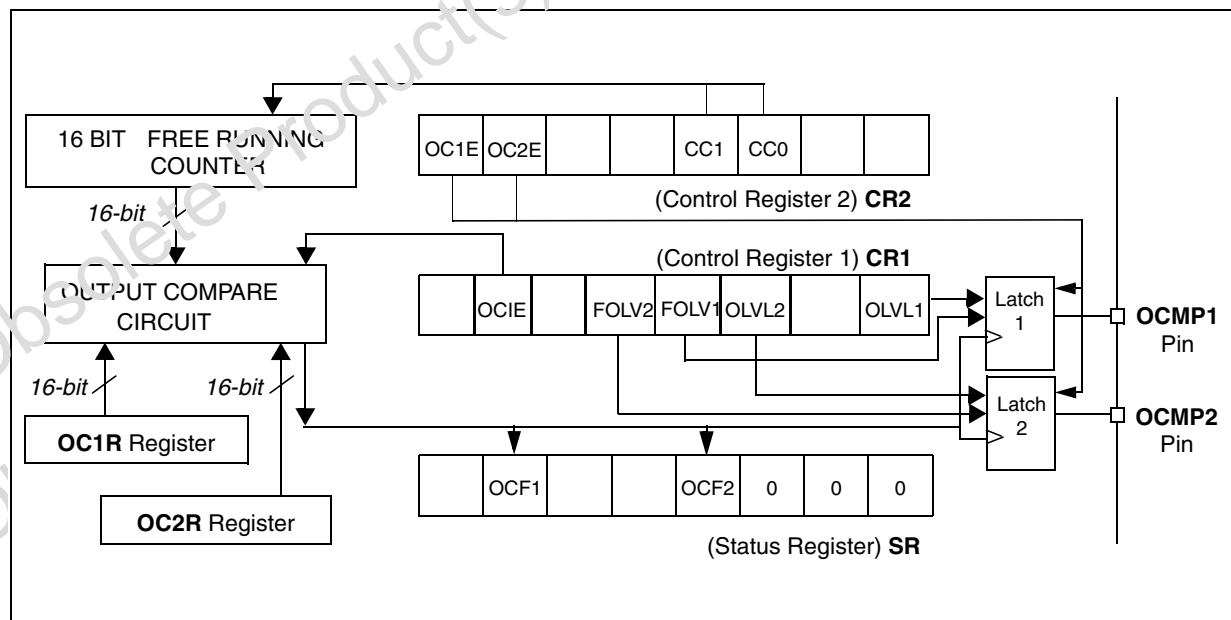 Obsolete Product(s)
16 BIT FREE RUNNING
COUNTER
OC1E OC2E CC1 CC0
(Control Register 2) CR2
16-bit
(Control Register 1) CR1
OUTPUT COMPARE
CIRCUIT
OCIE FOLV2 FOLV1 OLVL2 OLVL1
Latch
1
OCMP1
Pin
16-bit 16-bit
Latch
2
OCMP2
Pin
OC1R Register
OCF1 OCF2 0 0 0
OC2R Register
(Status Register) SR